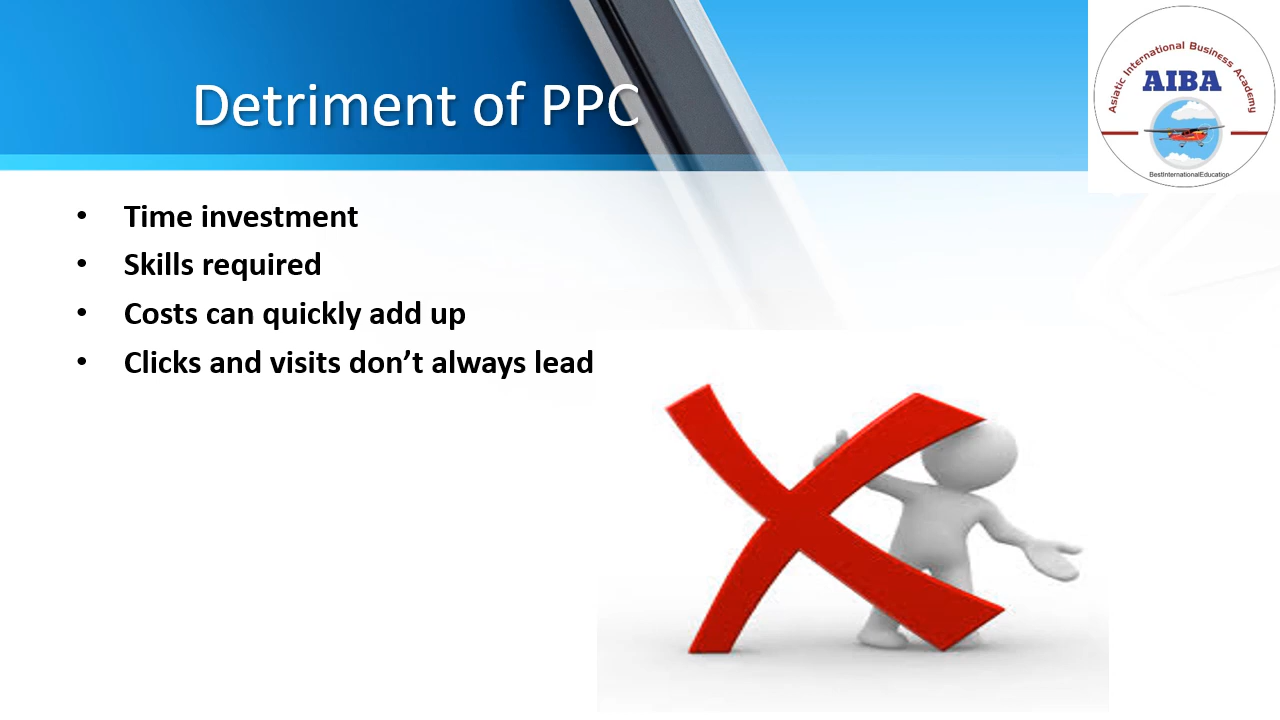 Detriment of PPC
Asiatic International Business Academy
AIBA
BestInternationalEducation
• Time investment
• Skills required
• Costs can quickly add up
• Clicks and visits don’t always lead